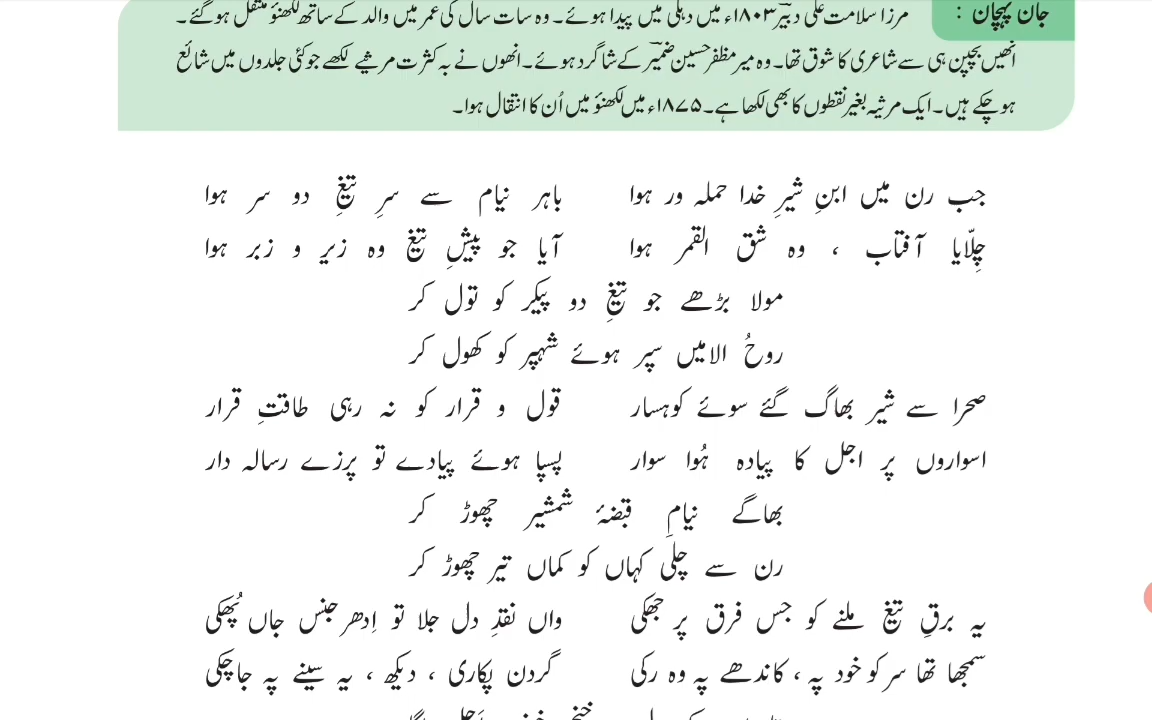 جان پہچان : مرزا سلامت علی دبیرؔ ۱۸۰۳ء میں دہلی میں پیدا ہوئے۔ وہ سات سال کی عمر میں والد کے ساتھ لکھنؤ منتقل ہو گئے۔
انھیں بچپن ہی سے شاعری کا شوق تھا۔ وہ میر مظفر حسین ضمیرؔ کے شاگرد ہوئے۔ انھوں نے بہ کثرت مرثیے لکھے جو کئی جلدوں میں شائع
ہو چکے ہیں۔ ایک مرثیہ بغیر نقطوں کا بھی لکھا ہے۔ ۱۸۷۵ء میں لکھنؤ میں اُن کا انتقال ہوا۔
جب رن میں ابنِ شیرِ خدا حملہ ور ہوا باہر نیام سے سرِ تیغِ دو سر ہوا
چِلّایا آفتاب ، وہ شق القمر ہوا آیا جو پیشِ تیغ وہ زیر و زبر ہوا
مولا بڑھے جو تیغِ دو پیکر کو تول کر
روحُ الامیں سپر ہوئے شہپر کو کھول کر
صحرا سے شیر بھاگ گئے سوئے کوہسار قول و قرار کو نہ رہی طاقتِ قرار
اسواروں پر اجل کا پیادہ ہُوا سوار پسپا ہوئے پیادے تو پرزے رسالہ دار
بھاگے نیامِ قبضۂ شمشیر چھوڑ کر
رن سے چلی کہاں کو کماں تیر چھوڑ کر
یہ برقِ تیغ ملنے کو جس فرق پر جھکی واں نقدِ دل جلا تو اِدھر جنس جاں پُھکی
سمجھا تھا سر کو خود پہ ، کاندھے پہ وہ رکی گردن پکاری ، دیکھ ، یہ سینے پہ جا چکی